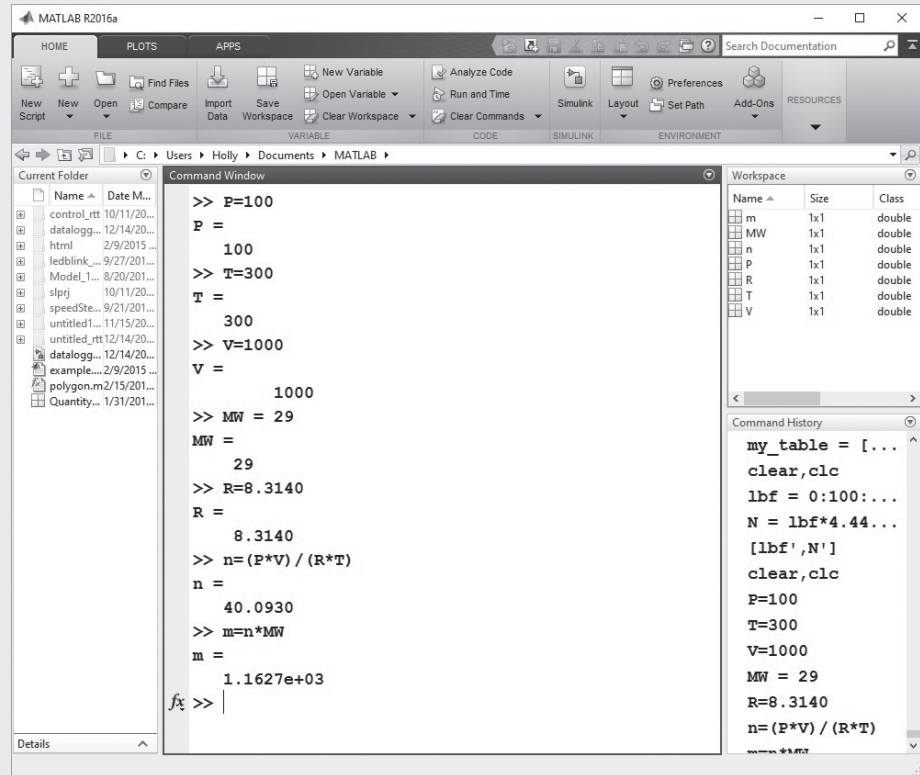 MATLAB R2016a
HOME PLOTS APPS Search Documentation
New Script New Open Find Files Compare Import Data Save Workspace New Variable Open Variable Clear Workspace Analyze Code Run and Time Clear Commands Simulink Layout Preferences Set Path Add-Ons RESOURCES
FILE VARIABLE CODE SIMULINK ENVIRONMENT
C: Users Holly Documents MATLAB
Current Folder
Name Date M...
control_rtt 10/11/20...
datalogg... 12/14/20...
html 2/9/2015 ...
ledblink_... 9/27/201...
Model_1... 8/20/201...
slprj 10/11/20...
speedSte... 9/21/201...
untitled1... 11/15/20...
untitled_rtt 12/14/20...
datalogg... 12/14/20...
example.... 2/9/2015 ...
polygon.m 2/15/201...
Quantity... 1/31/201...
Details
Command Window
>> P=100
P =
100
>> T=300
T =
300
>> V=1000
V =
1000
>> MW = 29
MW =
29
>> R=8.3140
R =
8.3140
>> n=(P*V)/(R*T)
n =
40.0930
>> m=n*MW
m =
1.1627e+03
fx >>
Workspace
Name Size Class
m 1x1 double
MW 1x1 double
n 1x1 double
P 1x1 double
R 1x1 double
T 1x1 double
V 1x1 double
Command History
my_table = [...
clear,clc
lbf = 0:100:...
N = lbf*4.44...
[lbf',N']
clear,clc
P=100
T=300
V=1000
MW = 29
R=8.3140
n=(P*V)/(R*T)
m=n*MW